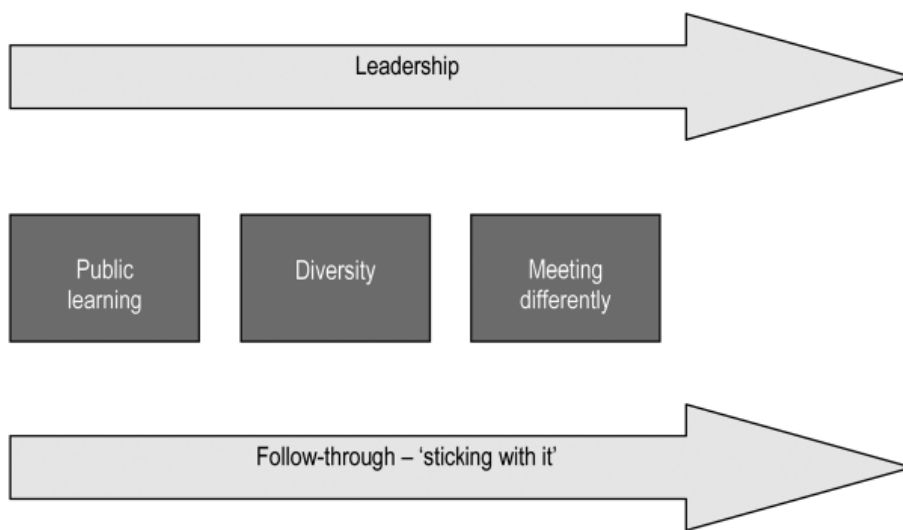 Leadership
Public
learning
Diversity
Meeting
differently
Follow-through – ‘sticking with it’